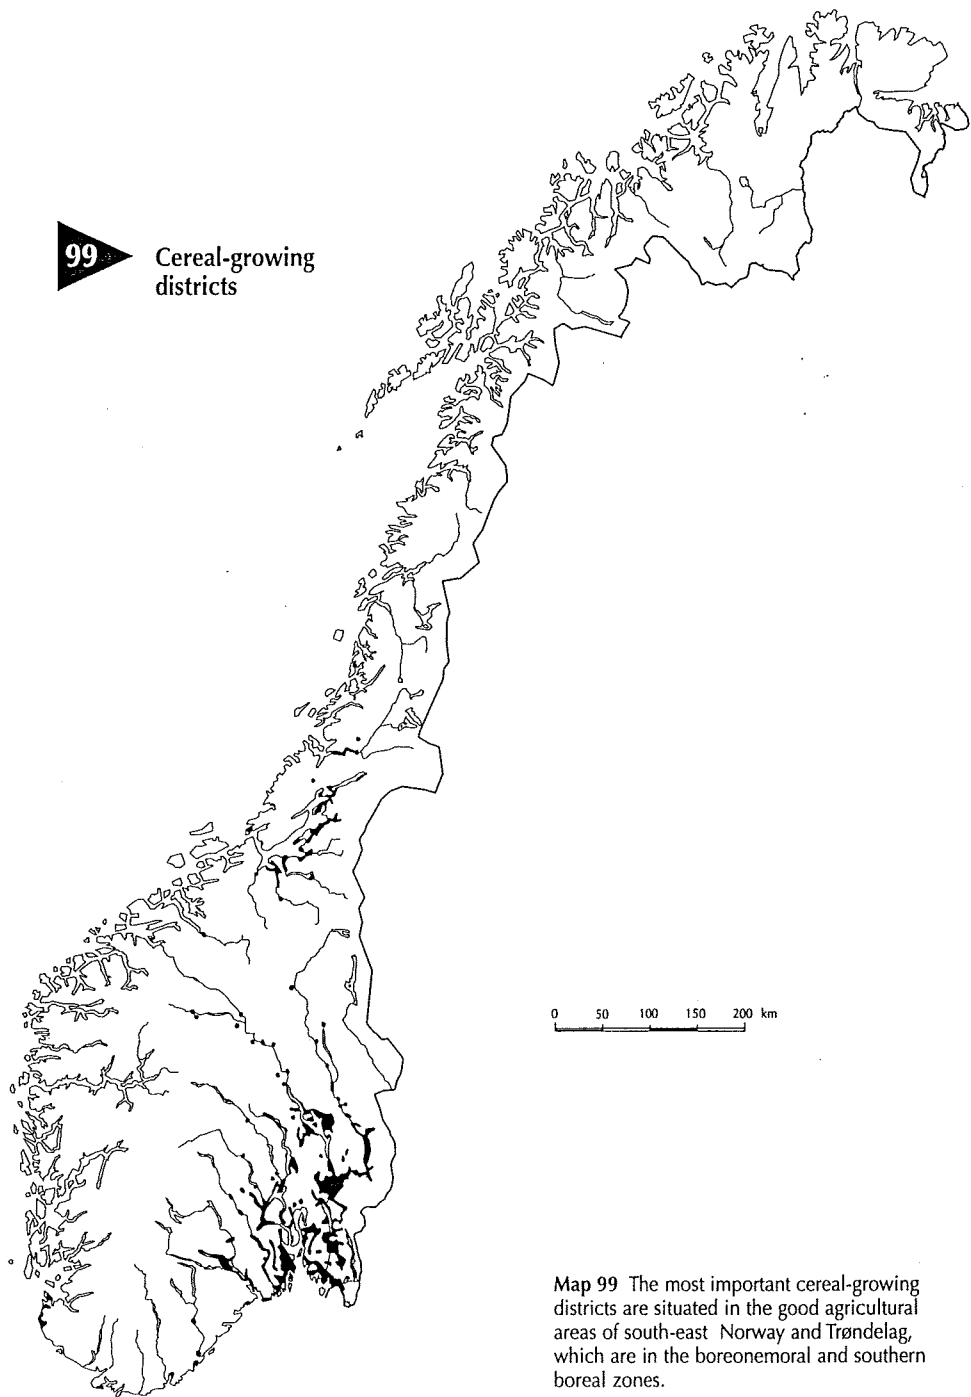 99
Cereal-growing
districts
0 50 100 150 200 km
Map 99 The most important cereal-growing
districts are situated in the good agricultural
areas of south-east Norway and Trøndelag,
which are in the boreonemoral and southern
boreal zones.